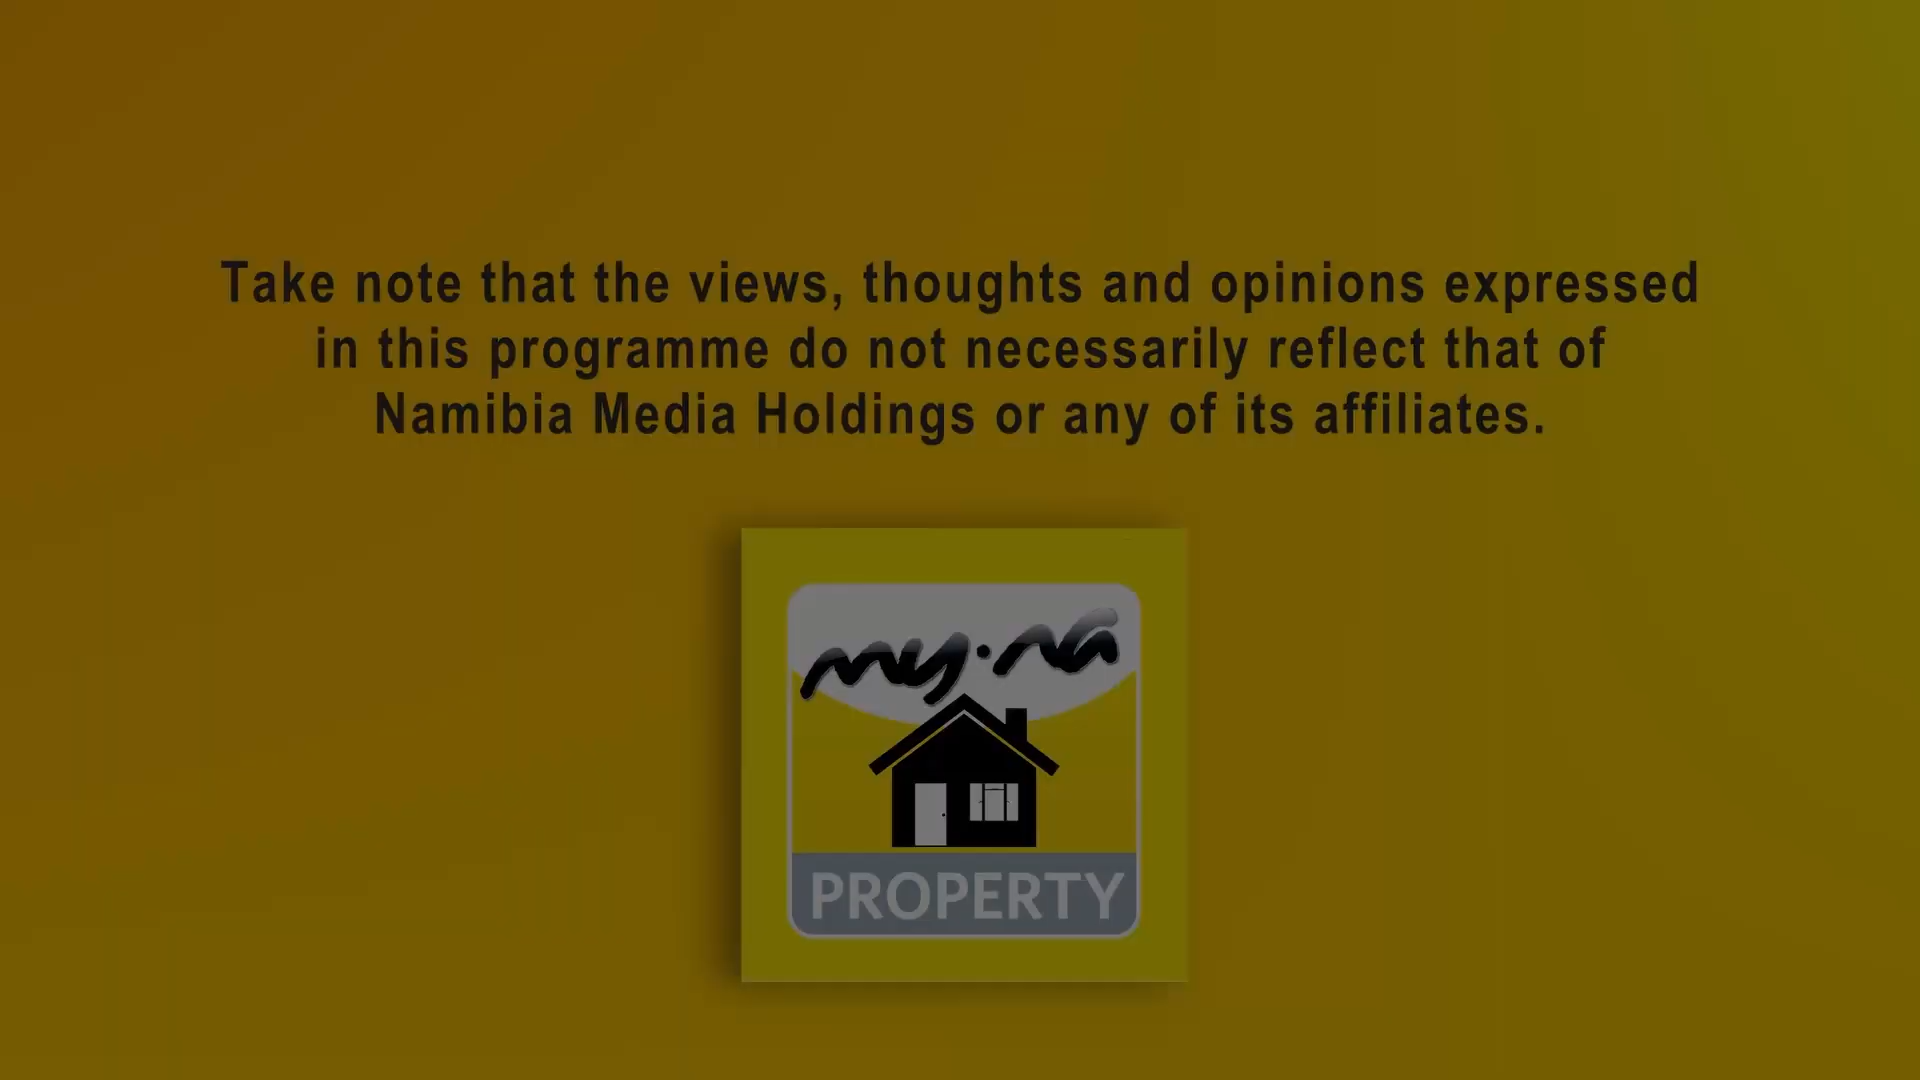 Take note that the views, thoughts and opinions expressed
in this programme do not necessarily reflect that of
Namibia Media Holdings or any of its affiliates.
my·na
PROPERTY